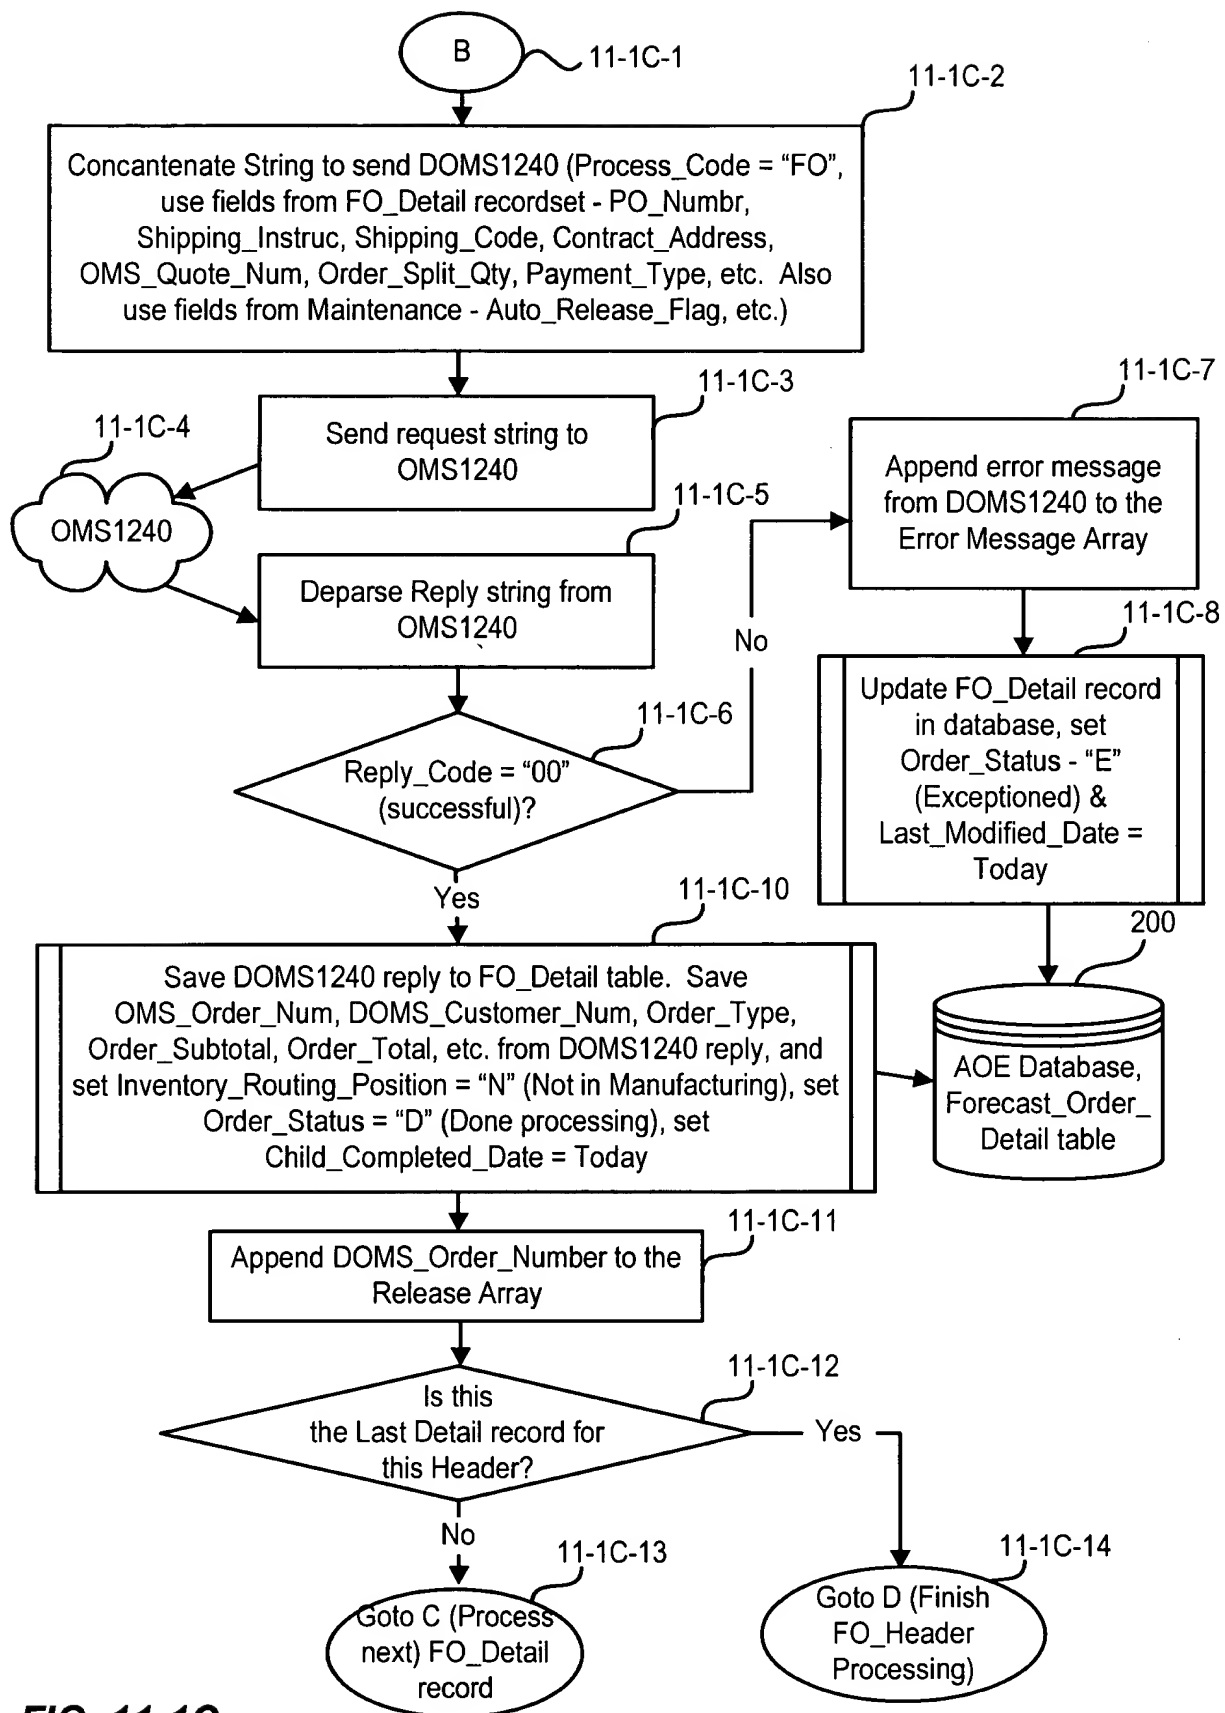 B
11-1C-1
11-1C-2
Concantenate String to send DOMS1240 (Process_Code = “FO”,
use fields from FO_Detail recordset - PO_Numbr,
Shipping_Instruc, Shipping_Code, Contract_Address,
OMS_Quote_Num, Order_Split_Qty, Payment_Type, etc. Also
use fields from Maintenance - Auto_Release_Flag, etc.)
11-1C-3
Send request string to
OMS1240
11-1C-4
OMS1240
11-1C-5
Deparse Reply string from
OMS1240
11-1C-6
Reply_Code = “00”
(successful)?
No
11-1C-7
Append error message
from DOMS1240 to the
Error Message Array
11-1C-8
Update FO_Detail record
in database, set
Order_Status - “E”
(Exceptioned) &
Last_Modified_Date =
Today
200
AOE Database,
Forecast_Order_
Detail table
Yes
11-1C-10
Save DOMS1240 reply to FO_Detail table. Save
OMS_Order_Num, DOMS_Customer_Num, Order_Type,
Order_Subtotal, Order_Total, etc. from DOMS1240 reply, and
set Inventory_Routing_Position = “N” (Not in Manufacturing), set
Order_Status = “D” (Done processing), set
Child_Completed_Date = Today
11-1C-11
Append DOMS_Order_Number to the
Release Array
11-1C-12
Is this
the Last Detail record for
this Header?
Yes
No
11-1C-13
Goto C (Process
next) FO_Detail
record
11-1C-14
Goto D (Finish
FO_Header
Processing)
FIG. 11-1C